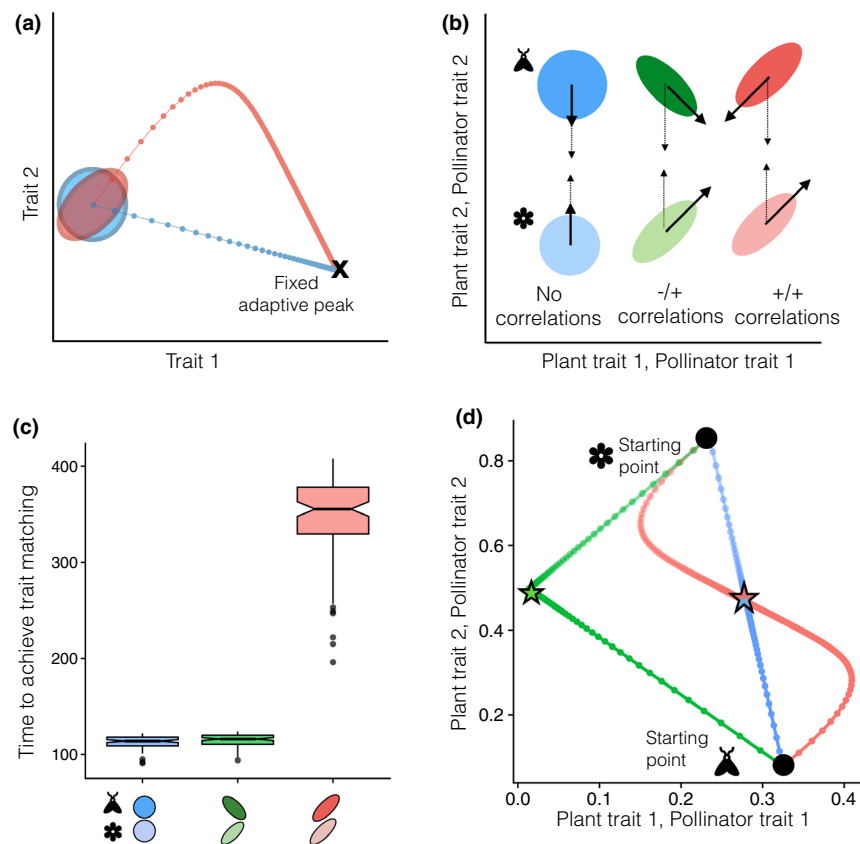 (a)
Trait 2
Fixed
adaptive peak
X
Trait 1
(b)
Plant trait 2, Pollinator trait 2
No
correlations
-/+
correlations
+/+
correlations
Plant trait 1, Pollinator trait 1
(c)
Time to achieve trait matching
400
300
200
100
(d)
Plant trait 2, Pollinator trait 2
0.8
0.6
0.4
0.2
Starting
point
Starting
point
0.0 0.1 0.2 0.3 0.4
Plant trait 1, Pollinator trait 1